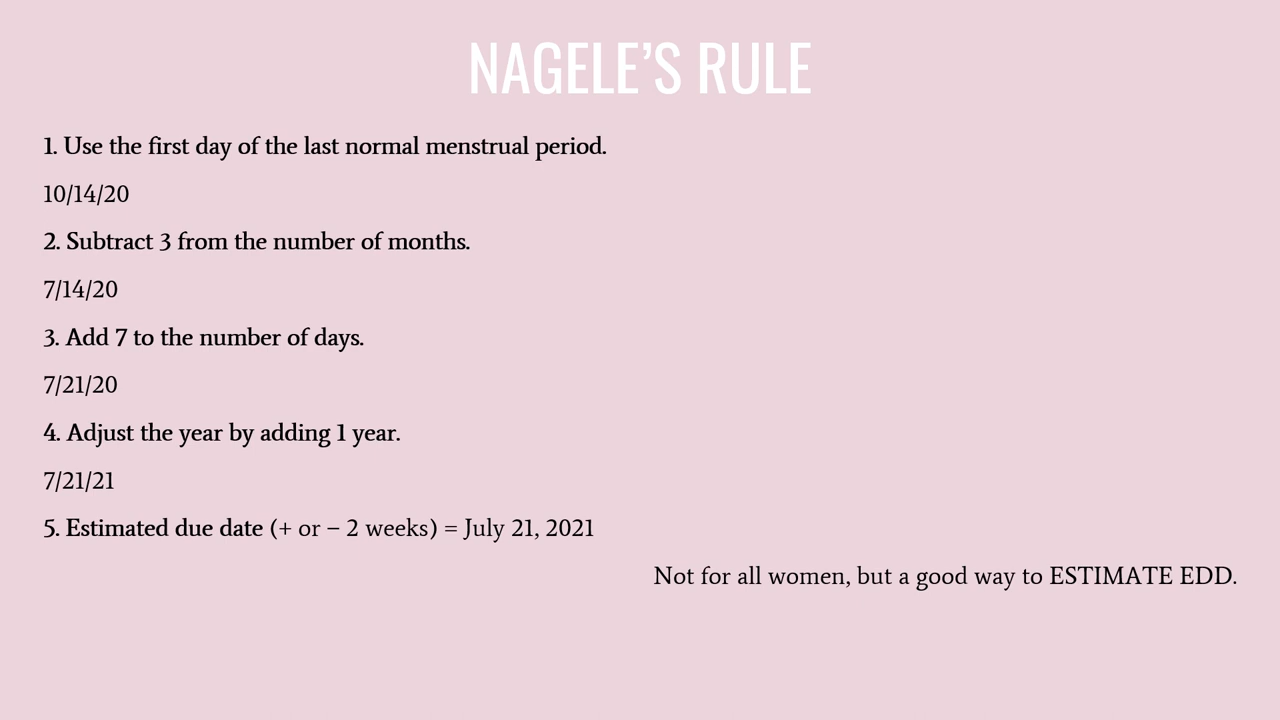 NAGELE'S RULE
1. Use the first day of the last normal menstrual period.
10/14/20
2. Subtract 3 from the number of months.
7/14/20
3. Add 7 to the number of days.
7/21/20
4. Adjust the year by adding 1 year.
7/21/21
5. Estimated due date (+ or – 2 weeks) = July 21, 2021
Not for all women, but a good way to ESTIMATE EDD.